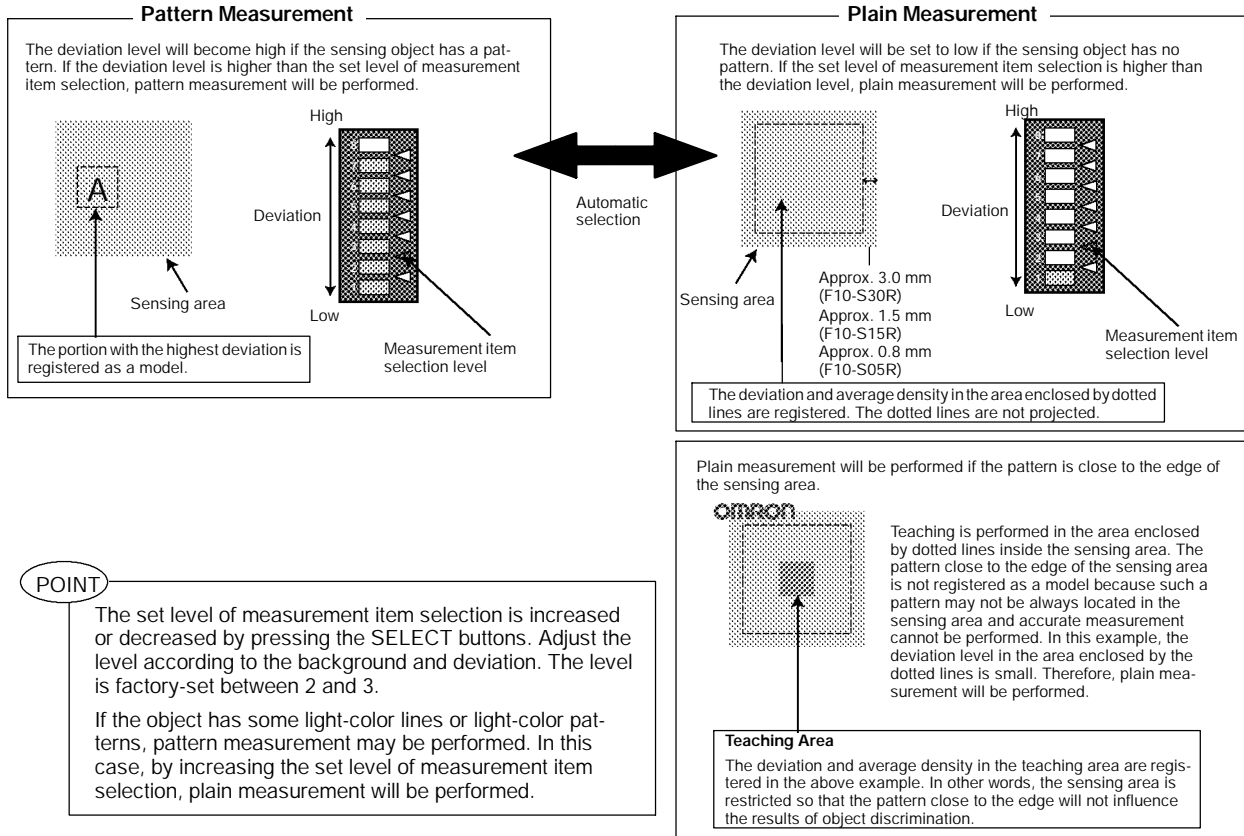 Pattern Measurement
The deviation level will become high if the sensing object has a pat-
tern. If the deviation level is higher than the set level of measurement
item selection, pattern measurement will be performed.
High
A
Deviation
Sensing area
Low
The portion with the highest deviation is
registered as a model.
Measurement item
selection level
Automatic
selection
Plain Measurement
The deviation level will be set to low if the sensing object has no
pattern. If the set level of measurement item selection is higher than
the deviation level, plain measurement will be performed.
High
Deviation
Sensing area
Approx. 3.0 mm
(F10-S30R)
Approx. 1.5 mm
(F10-S15R)
Approx. 0.8 mm
(F10-S05R)
Low
Measurement item
selection level
The deviation and average density in the area enclosed by dotted
lines are registered. The dotted lines are not projected.
Plain measurement will be performed if the pattern is close to the edge of
the sensing area.
OMRON
Teaching is performed in the area enclosed
by dotted lines inside the sensing area. The
pattern close to the edge of the sensing area
is not registered as a model because such a
pattern may not be always located in the
sensing area and accurate measurement
cannot be performed. In this example, the
deviation level in the area enclosed by the
dotted lines is small. Therefore, plain mea-
surement will be performed.
Teaching Area
The deviation and average density in the teaching area are regis-
tered in the above example. In other words, the sensing area is
restricted so that the pattern close to the edge will not influence
the results of object discrimination.
POINT
The set level of measurement item selection is increased
or decreased by pressing the SELECT buttons. Adjust the
level according to the background and deviation. The level
is factory-set between 2 and 3.
If the object has some light-color lines or light-color pat-
terns, pattern measurement may be performed. In this
case, by increasing the set level of measurement item
selection, plain measurement will be performed.